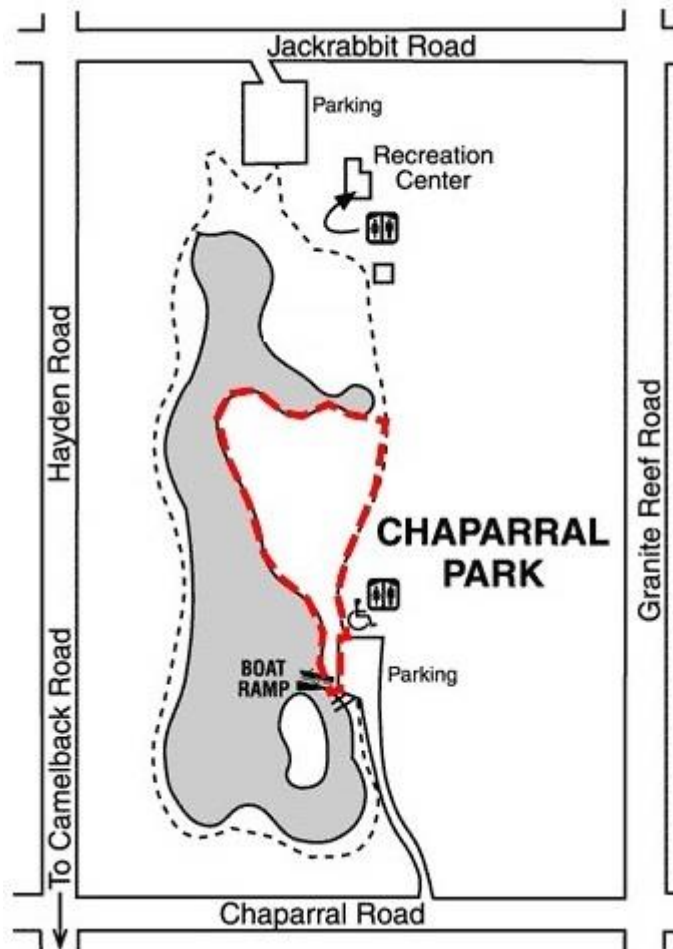 Jackrabbit Road
Parking
Recreation
Center
Hayden Road
Granite Reef Road
CHAPARRAL
PARK
BOAT
RAMP
Parking
To Camelback Road
Chaparral Road